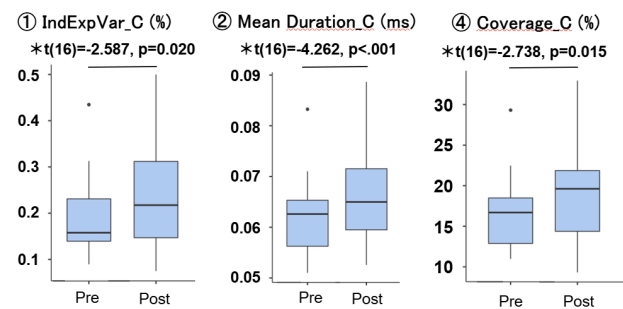 ① IndExpVar_C (%)
∗t(16)=-2.587, p=0.020
0.5
0.4
0.3
0.2
0.1
Pre Post
② Mean Duration_C (ms)
∗t(16)=-4.262, p<.001
0.09
0.08
0.07
0.06
0.05
Pre Post
④ Coverage_C (%)
∗t(16)=-2.738, p=0.015
30
25
20
15
10
Pre Post